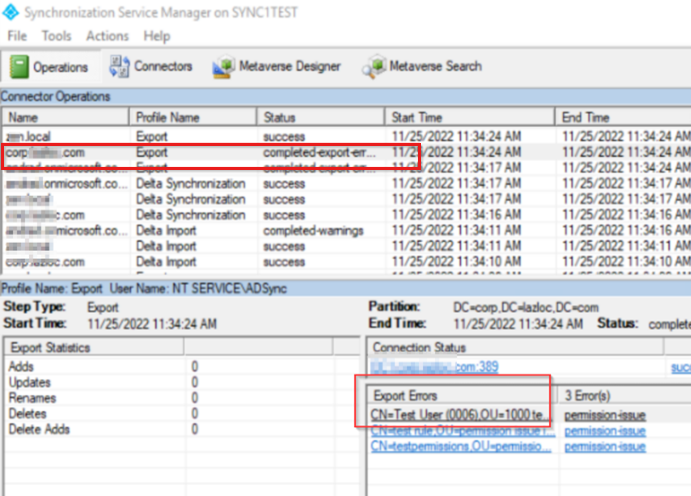 Synchronization Service Manager on SYNC1TEST
File Tools Actions Help
Operations Connectors Metaverse Designer Metaverse Search
Connector Operations
Name Profile Name Status Start Time End Time
zen.local Export success 11/25/2022 11:34:24 AM 11/25/2022 11:34:24 AM
corp. .com Export completed-export-err... 11/25/2022 11:34:24 AM 11/25/2022 11:34:24 AM
.onmicrosoft.co... Export completed-export-err... 11/25/2022 11:34:17 AM 11/25/2022 11:34:24 AM
.onmicrosoft.co... Delta Synchronization success 11/25/2022 11:34:17 AM 11/25/2022 11:34:17 AM
Delta Synchronization success 11/25/2022 11:34:17 AM 11/25/2022 11:34:17 AM
.com Delta Synchronization success 11/25/2022 11:34:16 AM 11/25/2022 11:34:16 AM
.onmicrosoft.co... Delta Import completed-warnings 11/25/2022 11:34:12 AM 11/25/2022 11:34:16 AM
Delta Import success 11/25/2022 11:34:11 AM 11/25/2022 11:34:11 AM
corp.lazloc.com Delta Import success 11/25/2022 11:34:10 AM 11/25/2022 11:34:10 AM
Profile Name: Export User Name: NT SERVICE\ADSync
Step Type: Export Partition: DC=corp,DC=lazloc,DC=com
Start Time: 11/25/2022 11:34:24 AM End Time: 11/25/2022 11:34:24 AM Status: complete
Export Statistics Connection Status
Adds 0 .com:389 succ
Updates 0
Renames 0 Export Errors 3 Error(s)
Deletes 0 CN=Test User (0006),OU=1000 te... permission-issue
Delete Adds 0 CN=test rule,OU=permission issue permission-issue
CN=testpermissions,OU=permissio... permission-issue